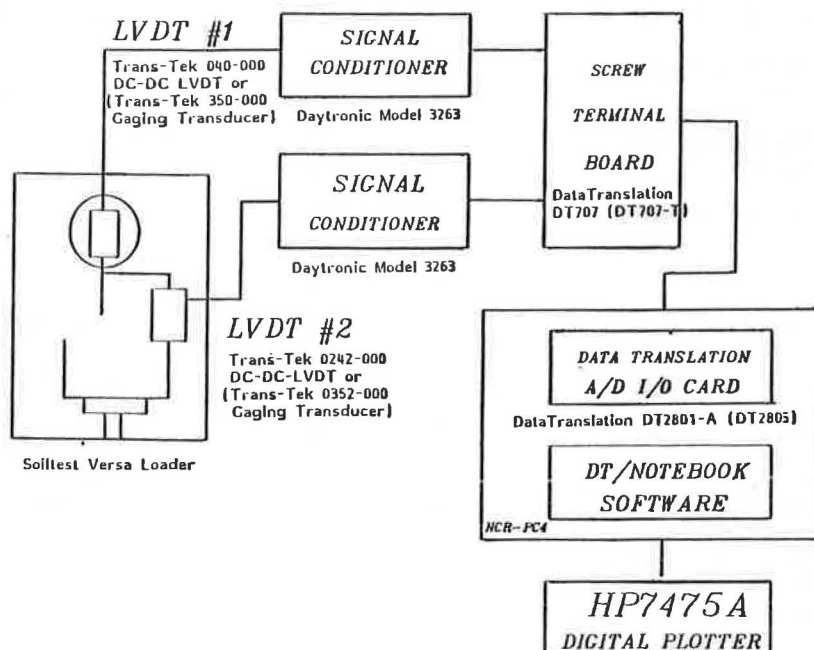 LVDT #1
Trans-Tek 040-000
DC-DC LVDT or
(Trans-Tek 350-000
Gaging Transducer)
SIGNAL
CONDITIONER
Daytronic Model 3263
SCREW
TERMINAL
BOARD
DataTranslation
DT707 (DT707-T)
SIGNAL
CONDITIONER
Daytronic Model 3263
LVDT #2
Trans-Tek 0242-000
DC-DC-LVDT or
(Trans-Tek 0352-000
Gaging Transducer)
Soiltest Versa Loader
DATA TRANSLATION
A/D I/O CARD
DataTranslation DT2801-A (DT2805)
DT/NOTEBOOK
SOFTWARE
NCR-PC4
HP7475A
DIGITAL PLOTTER